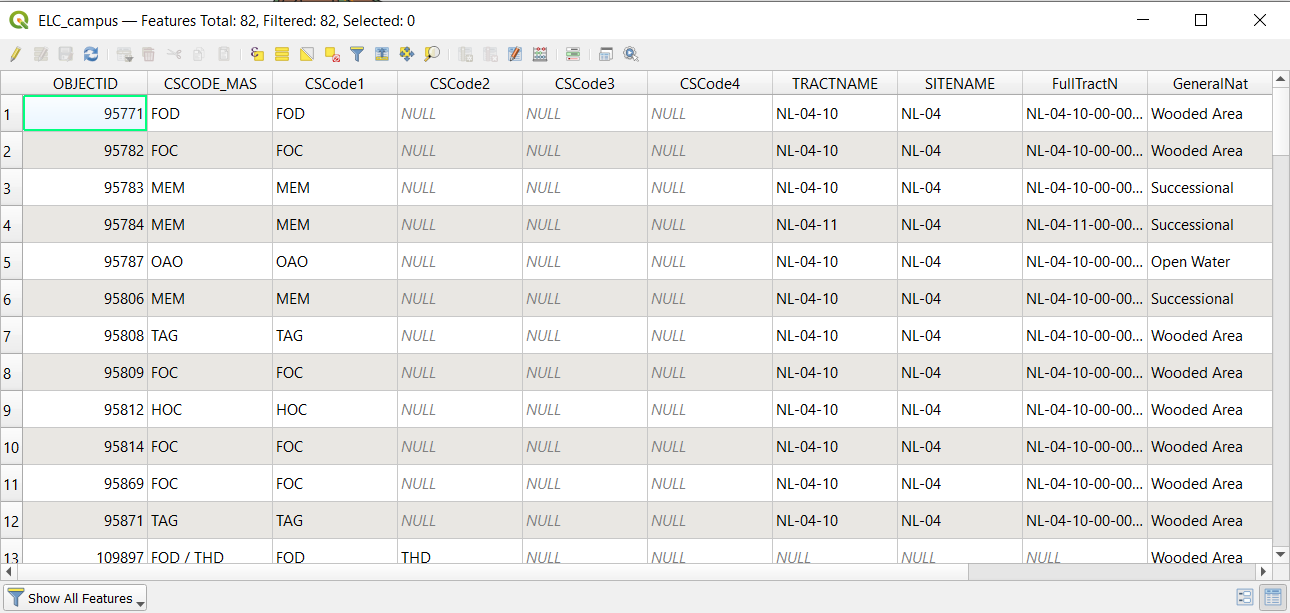 ELC_campus — Features Total: 82, Filtered: 82, Selected: 0
OBJECTID CSCODE_MAS CSCode1 CSCode2 CSCode3 CSCode4 TRACTNAME SITENAME FullTractN GeneralNat
1 95771 FOD FOD NULL NULL NULL NL-04-10 NL-04 NL-04-10-00-00... Wooded Area
2 95782 FOC FOC NULL NULL NULL NL-04-10 NL-04 NL-04-10-00-00... Wooded Area
3 95783 MEM MEM NULL NULL NULL NL-04-10 NL-04 NL-04-10-00-00... Successional
4 95784 MEM MEM NULL NULL NULL NL-04-11 NL-04 NL-04-11-00-00... Successional
5 95787 OAO OAO NULL NULL NULL NL-04-10 NL-04 NL-04-10-00-00... Open Water
6 95806 MEM MEM NULL NULL NULL NL-04-10 NL-04 NL-04-10-00-00... Successional
7 95808 TAG TAG NULL NULL NULL NL-04-10 NL-04 NL-04-10-00-00... Wooded Area
8 95809 FOC FOC NULL NULL NULL NL-04-10 NL-04 NL-04-10-00-00... Wooded Area
9 95812 HOC HOC NULL NULL NULL NL-04-10 NL-04 NL-04-10-00-00... Wooded Area
10 95814 FOC FOC NULL NULL NULL NL-04-10 NL-04 NL-04-10-00-00... Wooded Area
11 95869 FOC FOC NULL NULL NULL NL-04-10 NL-04 NL-04-10-00-00... Wooded Area
12 95871 TAG TAG NULL NULL NULL NL-04-10 NL-04 NL-04-10-00-00... Wooded Area
13 109897 FOD / THD FOD THD NULL NULL NULL NULL NULL Wooded Area
Show All Features